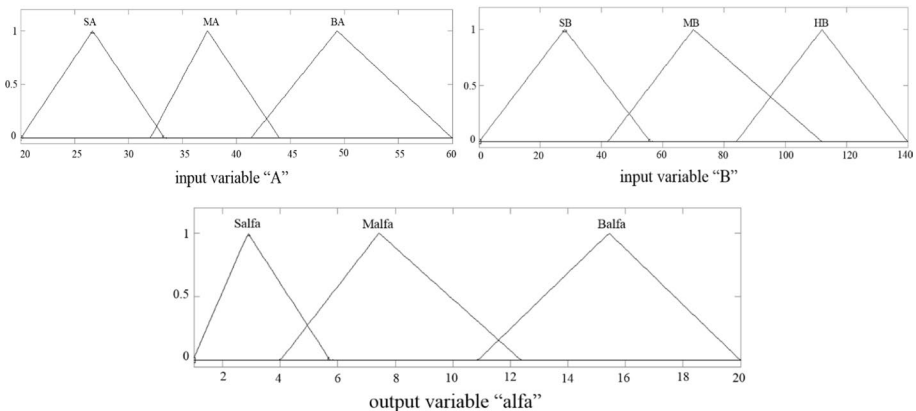 SA MA BA
1
0.5
0
20 25 30 35 40 45 50 55 60
input variable “A”
SB MB HB
1
0.5
0
0 20 40 60 80 100 120 140
input variable “B”
Salfa Malfa Balfa
1
0.5
0
2 4 6 8 10 12 14 16 18 20
output variable “alfa”